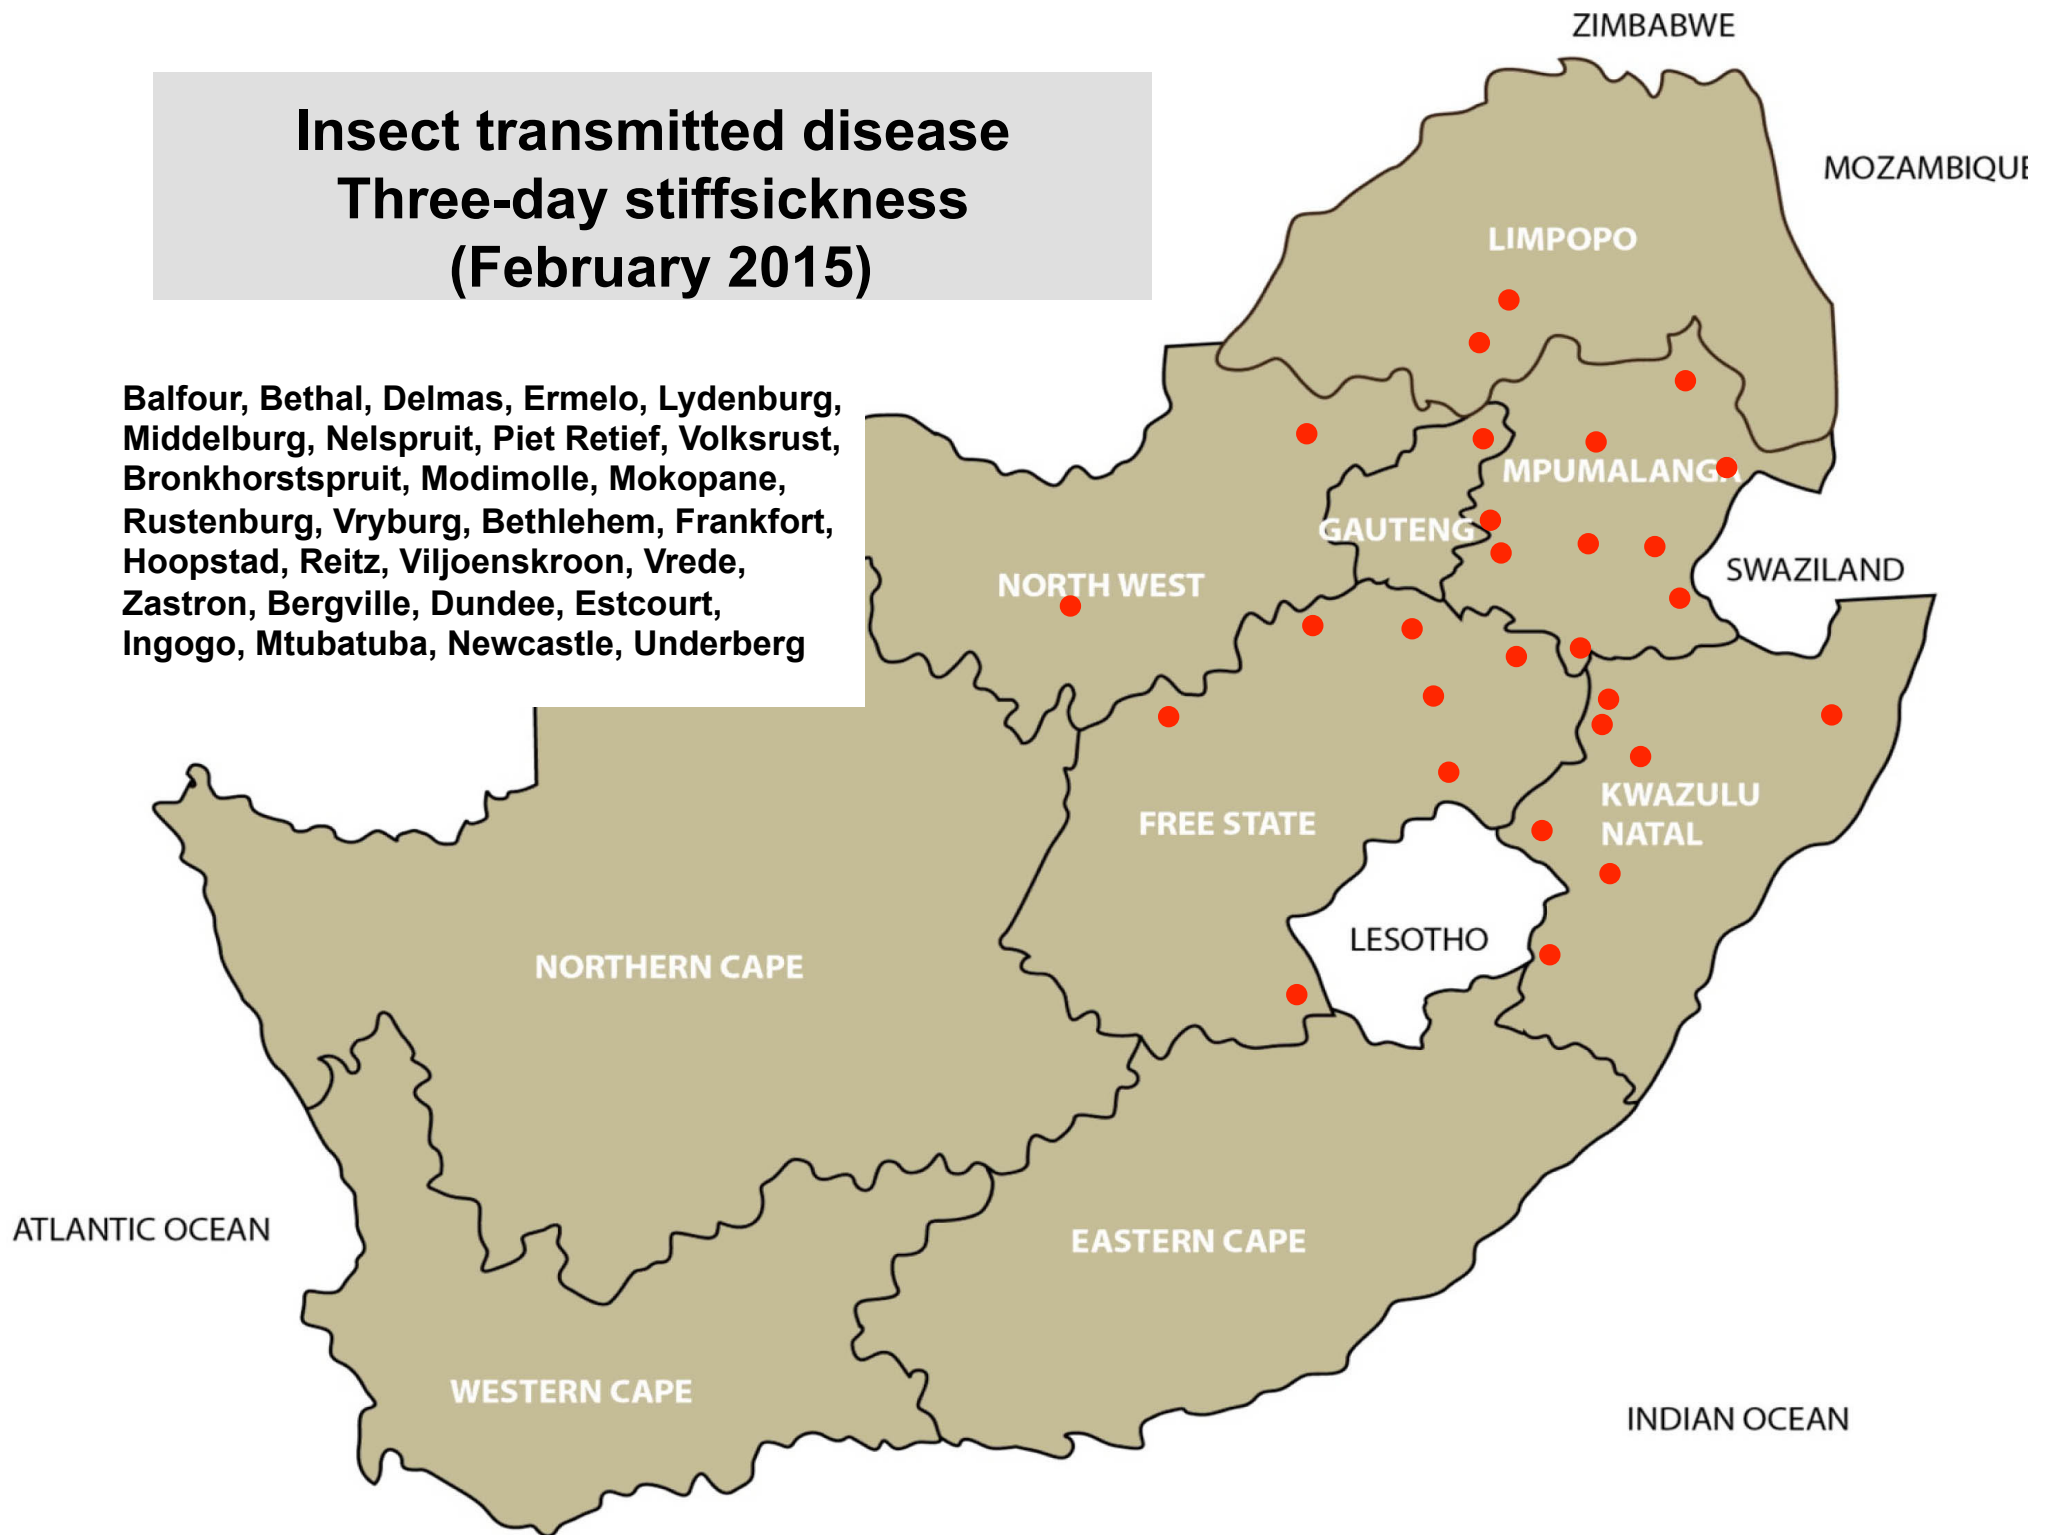 Insect transmitted disease
Three-day stiffsickness
(February 2015)
Balfour, Bethal, Delmas, Ermelo, Lydenburg,
Middelburg, Nelspruit, Piet Retief, Volksrust,
Bronkhorstspruit, Modimolle, Mokopane,
Rustenburg, Vryburg, Bethlehem, Frankfort,
Hoopstad, Reitz, Viljoenskroon, Vrede,
Zastron, Bergville, Dundee, Estcourt,
Ingogo, Mtubatuba, Newcastle, Underberg
ZIMBABWE
MOZAMBIQUE
LIMPOPO
MPUMALANGA
GAUTENG
NORTH WEST
SWAZILAND
KWAZULU
NATAL
FREE STATE
LESOTHO
NORTHERN CAPE
ATLANTIC OCEAN
EASTERN CAPE
WESTERN CAPE
INDIAN OCEAN